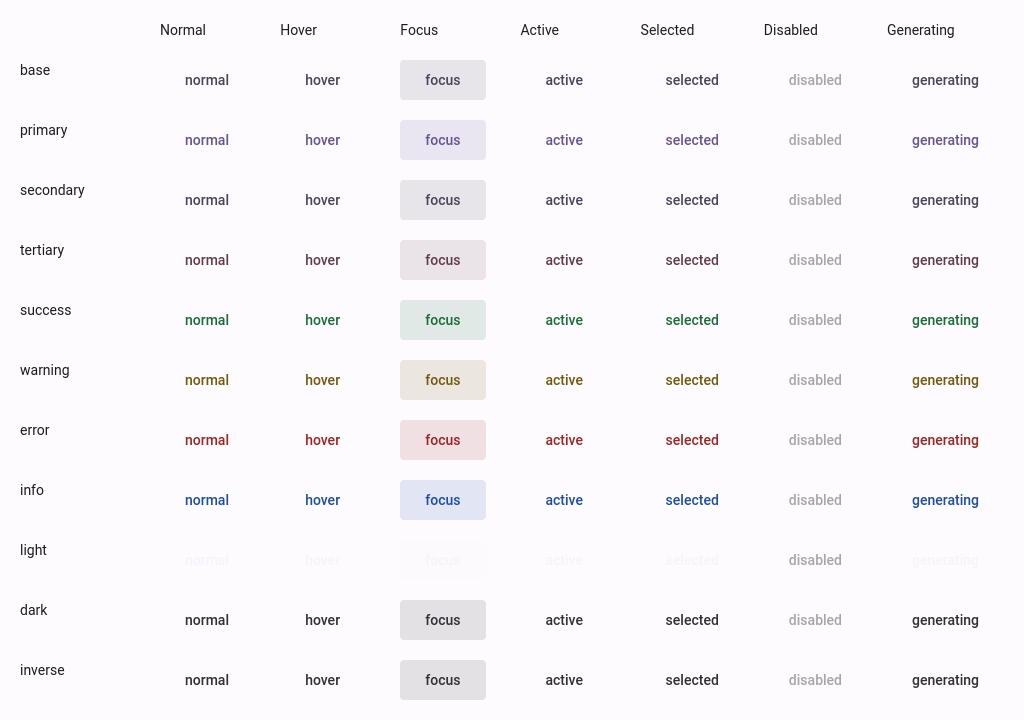 Normal Hover Focus Active Selected Disabled Generating
base normal hover focus active selected disabled generating
primary normal hover focus active selected disabled generating
secondary normal hover focus active selected disabled generating
tertiary normal hover focus active selected disabled generating
success normal hover focus active selected disabled generating
warning normal hover focus active selected disabled generating
error normal hover focus active selected disabled generating
info normal hover focus active selected disabled generating
light normal hover focus active selected disabled generating
dark normal hover focus active selected disabled generating
inverse normal hover focus active selected disabled generating